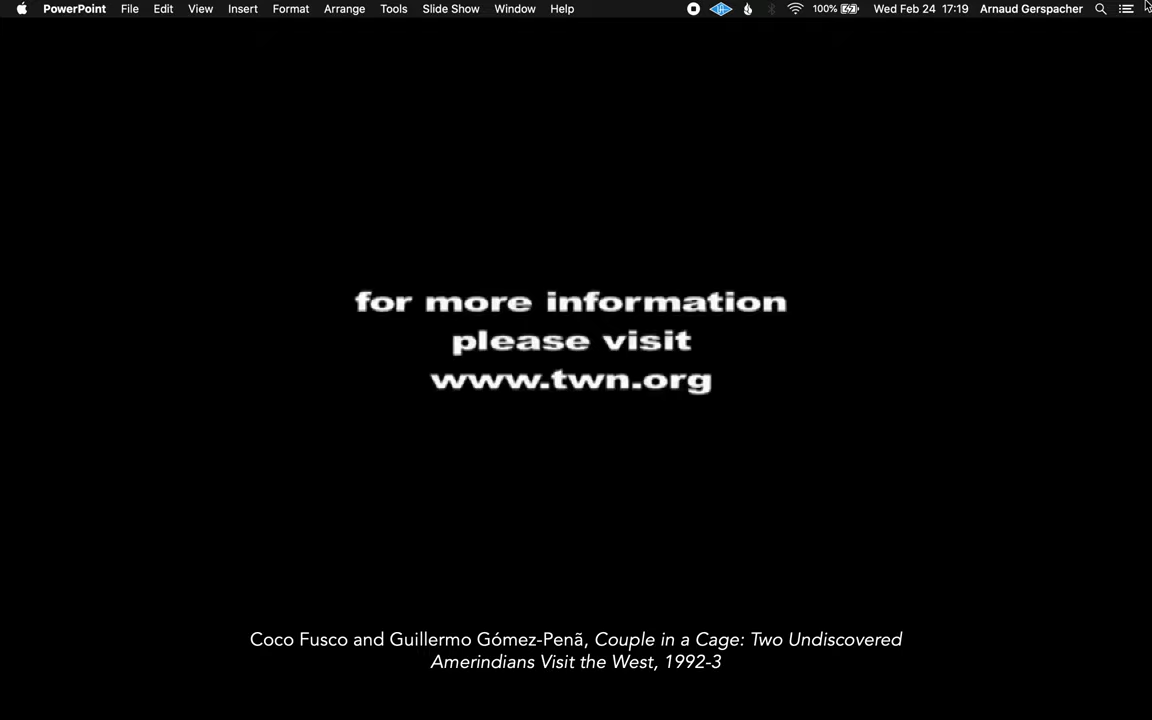 PowerPoint File Edit View Insert Format Arrange Tools Slide Show Window Help 100% Wed Feb 24 17:19 Arnaud Gerspacher
for more information
please visit
www.twn.org
Coco Fusco and Guillermo Gómez-Penã, Couple in a Cage: Two Undiscovered
Amerindians Visit the West, 1992-3